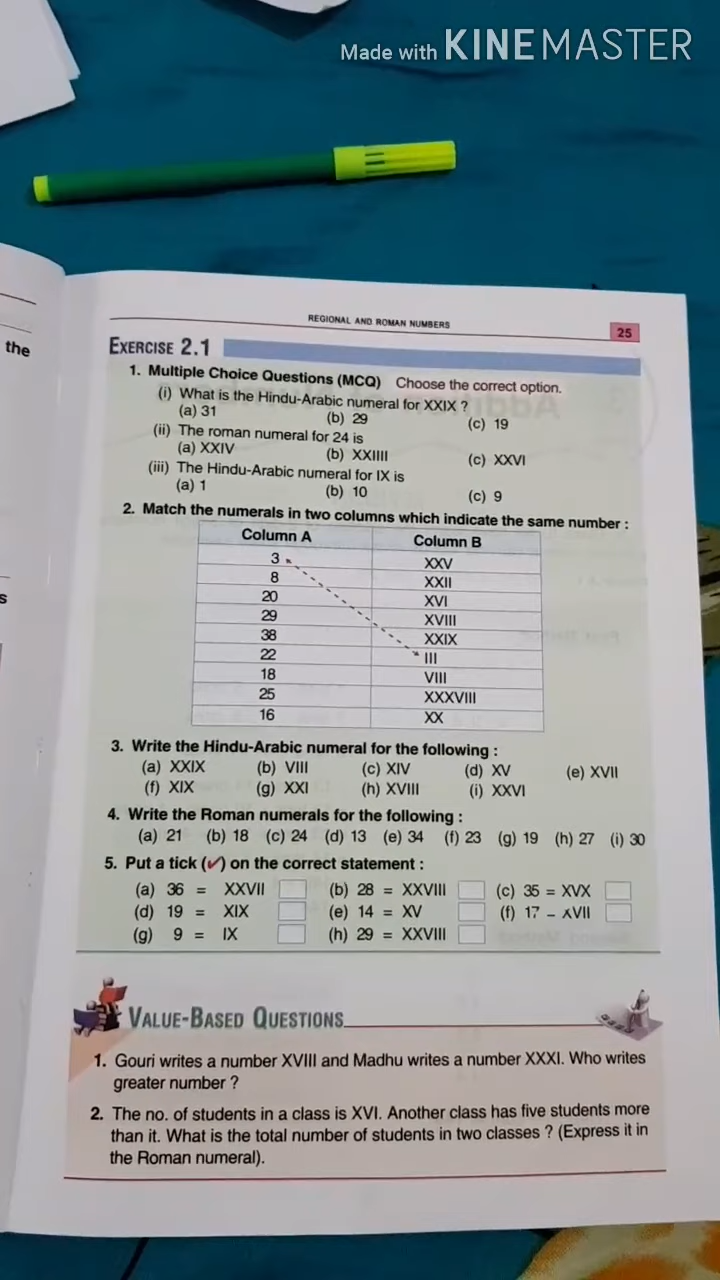 Made with KINEMASTER
the
s
REGIONAL AND ROMAN NUMBERS
25
EXERCISE 2.1
1. Multiple Choice Questions (MCQ) Choose the correct option.
(i) What is the Hindu-Arabic numeral for XXIX ?
(a) 31 (b) 29 (c) 19
(ii) The roman numeral for 24 is
(a) XXIV (b) XXIIII (c) XXVI
(iii) The Hindu-Arabic numeral for IX is
(a) 1 (b) 10 (c) 9
2. Match the numerals in two columns which indicate the same number :
Column A Column B
3 XXV
8 XXII
20 XVI
29 XVIII
38 XXIX
22 III
18 VIII
25 XXXVIII
16 XX
3. Write the Hindu-Arabic numeral for the following :
(a) XXIX (b) VIII (c) XIV (d) XV (e) XVII
(f) XIX (g) XXI (h) XVIII (i) XXVI
4. Write the Roman numerals for the following :
(a) 21 (b) 18 (c) 24 (d) 13 (e) 34 (f) 23 (g) 19 (h) 27 (i) 30
5. Put a tick (✓) on the correct statement :
(a) 36 = XXVII (b) 28 = XXVIII (c) 35 = XVX
(d) 19 = XIX (e) 14 = XV (f) 17 = XVII
(g) 9 = IX (h) 29 = XXVIII
VALUE-BASED QUESTIONS
1. Gouri writes a number XVIII and Madhu writes a number XXXI. Who writes
greater number ?
2. The no. of students in a class is XVI. Another class has five students more
than it. What is the total number of students in two classes ? (Express it in
the Roman numeral).